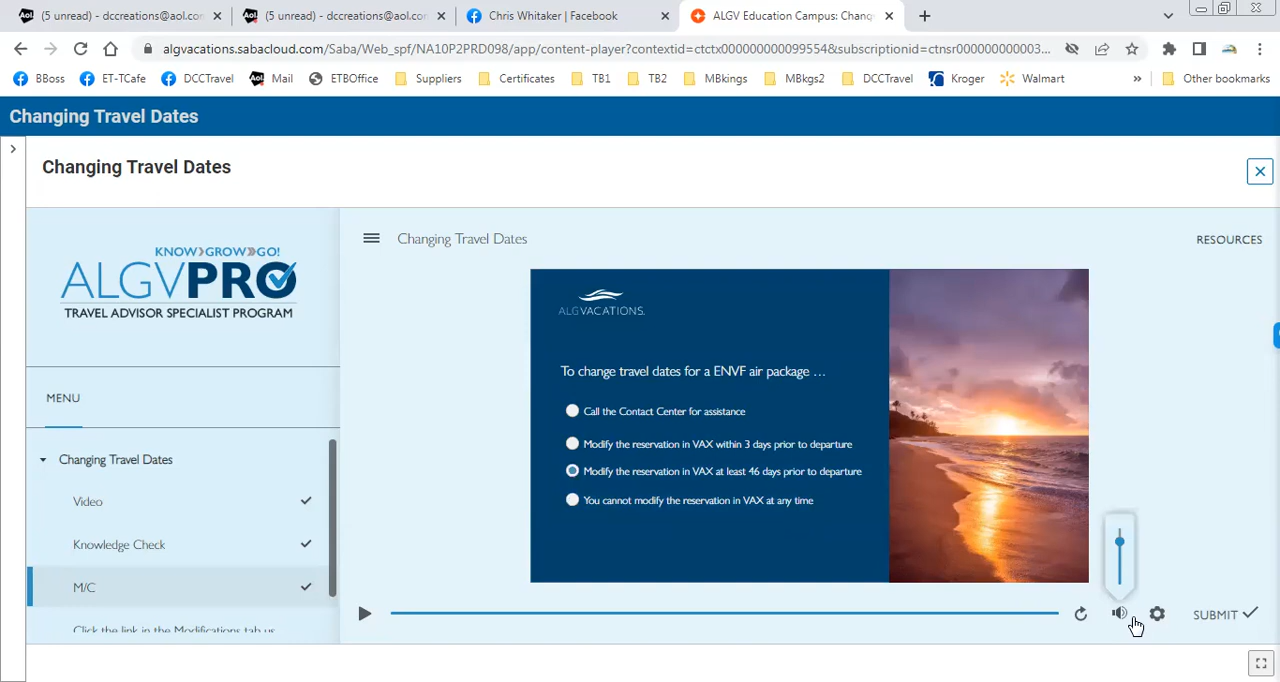 (5 unread) - dccreations@aol.co
(5 unread) - dccreations@aol.co
Chris Whitaker | Facebook
ALGV Education Campus: Chang
algvacations.sabacloud.com/Saba/Web_spf/NA10P2PRD098/app/content-player?contextid=ctctx000000000099554&subscriptionid=ctnsr000000000003...
BBoss
ET-TCafe
DCCTravel
Aol.
Mail
ETBOffice
Suppliers
Certificates
TB1
TB2
MBkings
MBkgs2
DCCTravel
Kroger
Walmart
»
Other bookmarks
Changing Travel Dates
Changing Travel Dates
KNOW»GROW»GO!
ALGVPRO
TRAVEL ADVISOR SPECIALIST PROGRAM
MENU
Changing Travel Dates
Video
Knowledge Check
M/C
Click the link in the Modifications tab us
Changing Travel Dates
RESOURCES
ALGVACATIONS.
To change travel dates for a ENVF air package …
Call the Contact Center for assistance
Modify the reservation in VAX within 3 days prior to departure
Modify the reservation in VAX at least 46 days prior to departure
You cannot modify the reservation in VAX at any time
SUBMIT